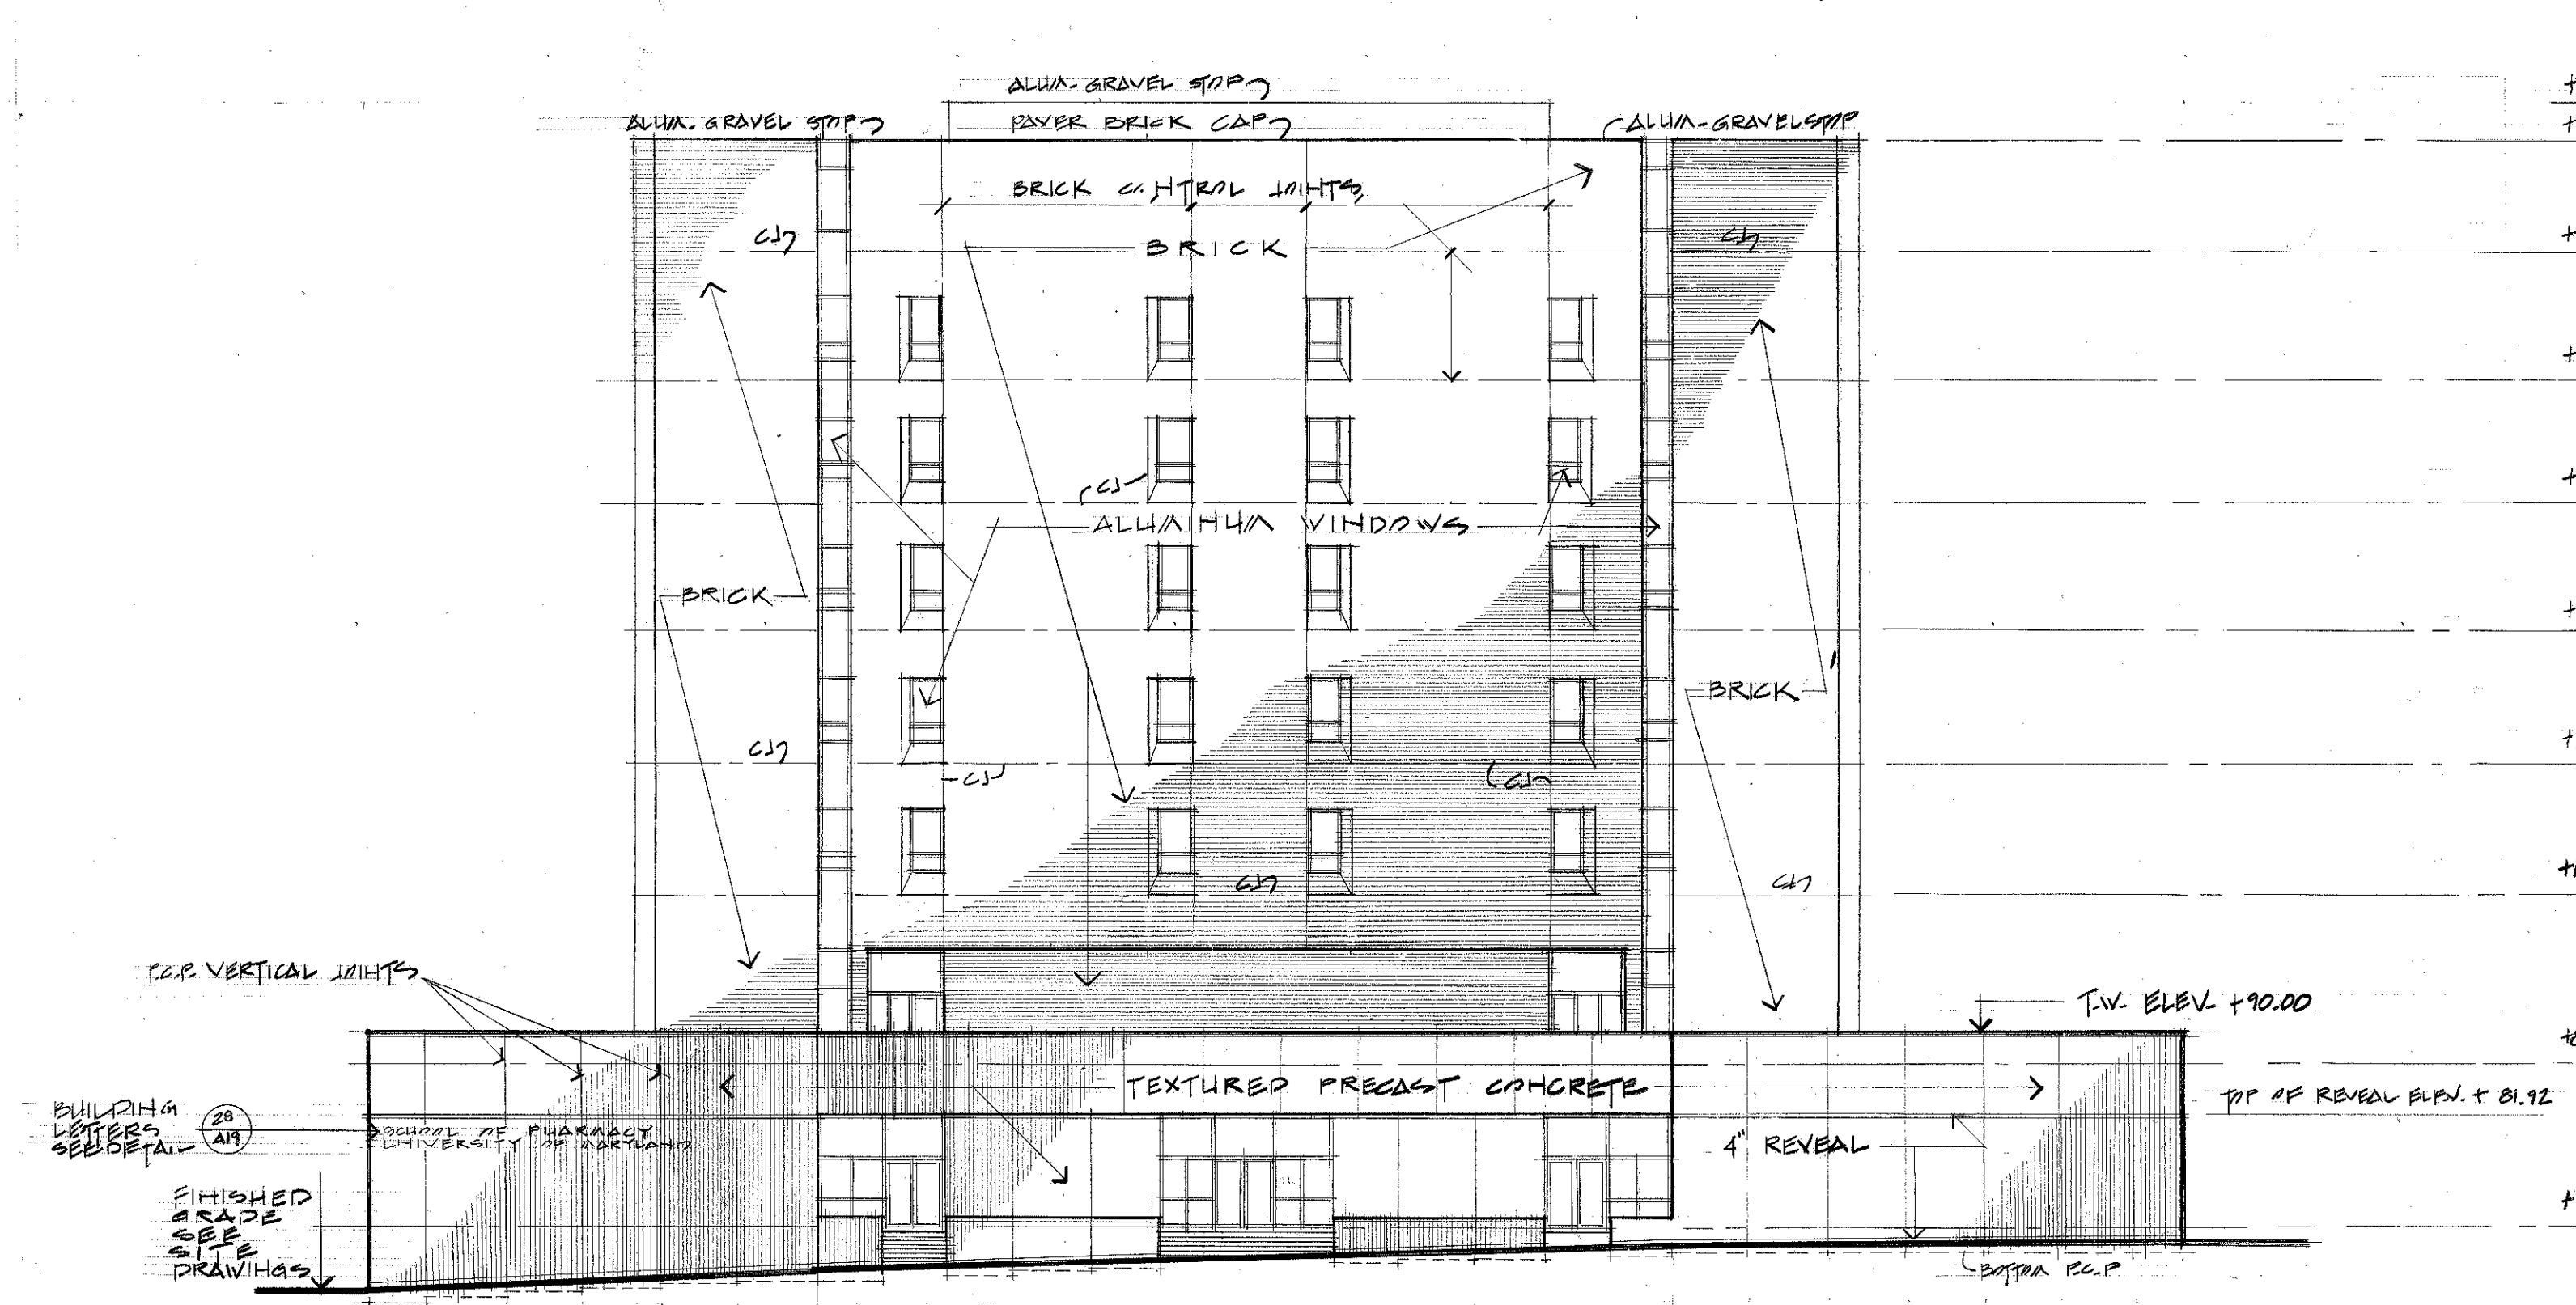 ALUM. GRAVEL STOP
ALUM. GRAVEL STOP
PAVER BRICK CAP
ALUM. GRAVEL STOP
BRICK CONTROL JOINTS
BRICK
CJ
CJ
CJ
ALUMINUM WINDOWS
BRICK
BRICK
CJ
CJ
CJ
CJ
CJ
P.C.P. VERTICAL JOINTS
T.W. ELEV. +90.00
TEXTURED PRECAST CONCRETE
TOP OF REVEAL ELEV. + 81.92
BUILDING
LETTERS
SEE DETAIL
28
A19
SCHOOL OF PHARMACY
UNIVERSITY OF MARYLAND
4" REVEAL
FINISHED
GRADE
SEE
SITE
DRAWINGS
BOTTOM P.C.P.